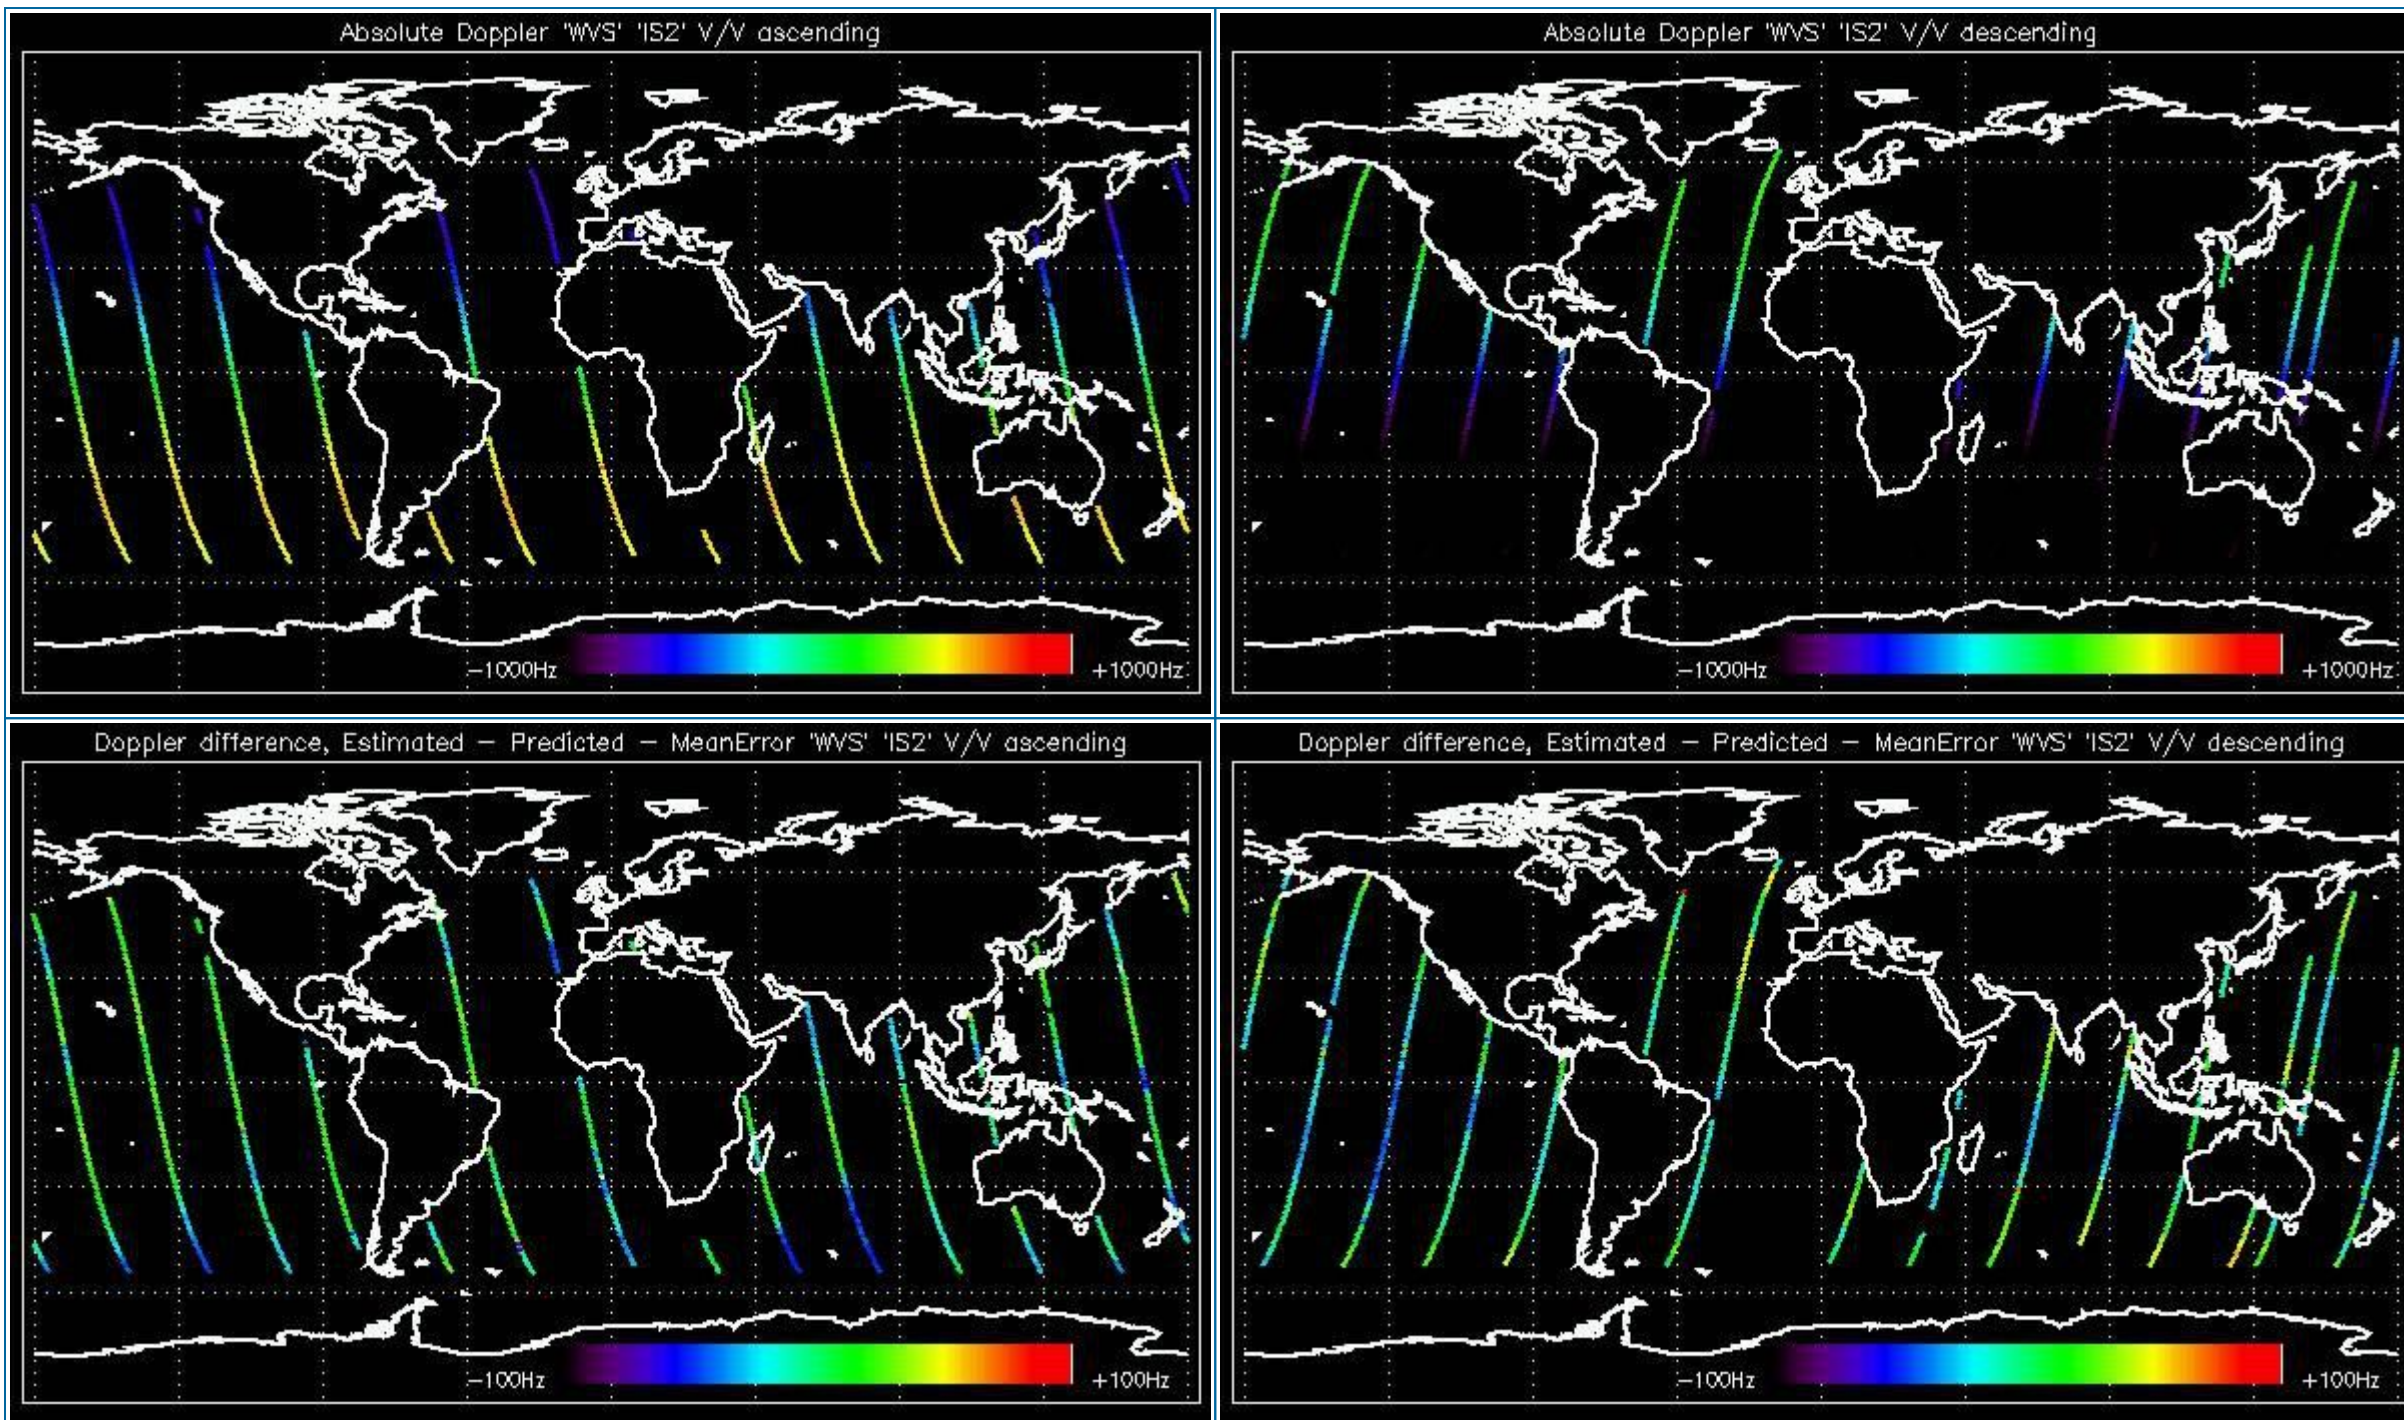 Absolute Doppler 'WVS' 'IS2' V/V ascending
-1000Hz
+1000Hz
Absolute Doppler 'WVS' 'IS2' V/V descending
-1000Hz
+1000Hz
Doppler difference, Estimated - Predicted - MeanError 'WVS' 'IS2' V/V ascending
-100Hz
+100Hz
Doppler difference, Estimated - Predicted - MeanError 'WVS' 'IS2' V/V descending
-100Hz
+100Hz